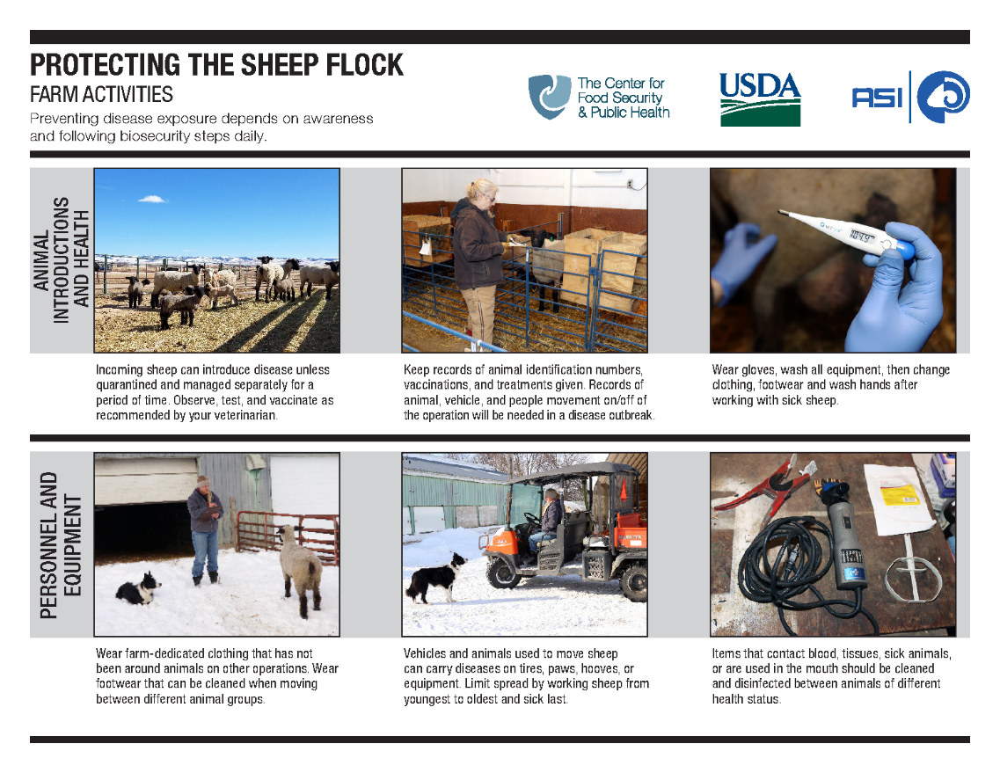 PROTECTING THE SHEEP FLOCK
FARM ACTIVITIES
Preventing disease exposure depends on awareness
and following biosecurity steps daily.
The Center for
Food Security
& Public Health
USDA
ASI
ANIMAL
INTRODUCTIONS
AND HEALTH
104.9
Incoming sheep can introduce disease unless
quarantined and managed separately for a
period of time. Observe, test, and vaccinate as
recommended by your veterinarian.
Keep records of animal identification numbers,
vaccinations, and treatments given. Records of
animal, vehicle, and people movement on/off of
the operation will be needed in a disease outbreak.
Wear gloves, wash all equipment, then change
clothing, footwear and wash hands after
working with sick sheep.
PERSONNEL AND
EQUIPMENT
Wear farm-dedicated clothing that has not
been around animals on other operations. Wear
footwear that can be cleaned when moving
between different animal groups.
Vehicles and animals used to move sheep
can carry diseases on tires, paws, hooves, or
equipment. Limit spread by working sheep from
youngest to oldest and sick last.
Items that contact blood, tissues, sick animals,
or are used in the mouth should be cleaned
and disinfected between animals of different
health status.